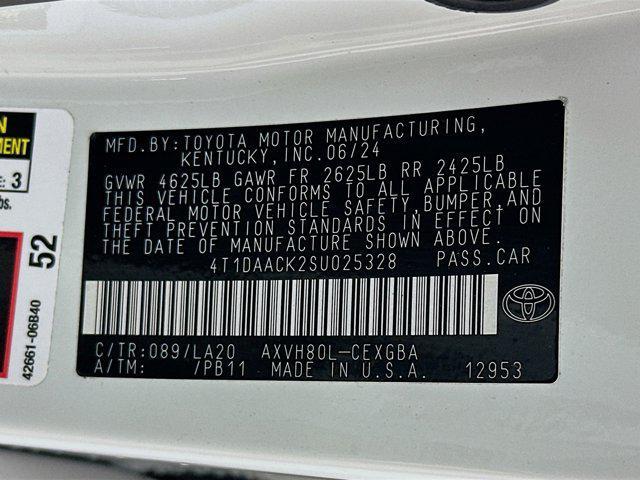 MFD.BY:TOYOTA MOTOR MANUFACTURING,
KENTUCKY,INC.06/24
GVWR 4625LB GAWR FR 2625LB RR 2425LB
THIS VEHICLE CONFORMS TO ALL APPLICABLE
FEDERAL MOTOR VEHICLE SAFETY,BUMPER,AND
THEFT PREVENTION STANDARDS IN EFFECT ON
THE DATE OF MANUFACTURE SHOWN ABOVE.
4T1DAACK2SU025328 PASS.CAR
C/TR:089/LA20 AXVH80L-CEXGBA
A/TM: /PB11 MADE IN U.S.A. 12953
3
52
42661-06B40